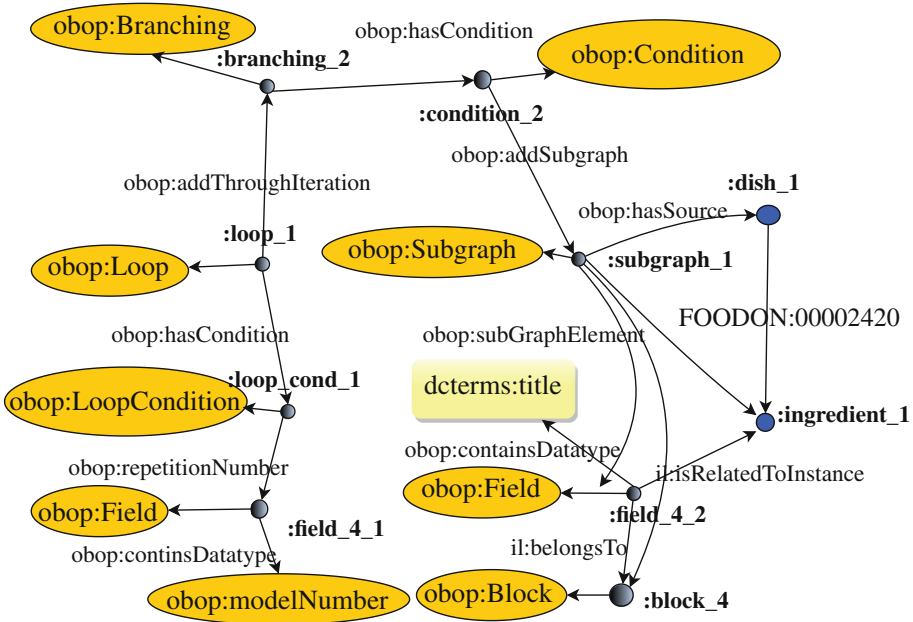 obop:Branching
obop:hasCondition
:branching_2
obop:Condition
:condition_2
obop:addSubgraph
obop:addThroughIteration
:dish_1
obop:hasSource
:loop_1
obop:Subgraph
:subgraph_1
obop:Loop
FOODON:00002420
obop:hasCondition
obop:subGraphElement
:loop_cond_1
dcterms:title
obop:LoopCondition
:ingredient_1
obop:containsDatatype
obop:repetitionNumber
il:isRelatedToInstance
obop:Field
obop:Field
:field_4_2
:field_4_1
obop:continsDatatype
il:belongsTo
obop:modelNumber
obop:Block
:block_4